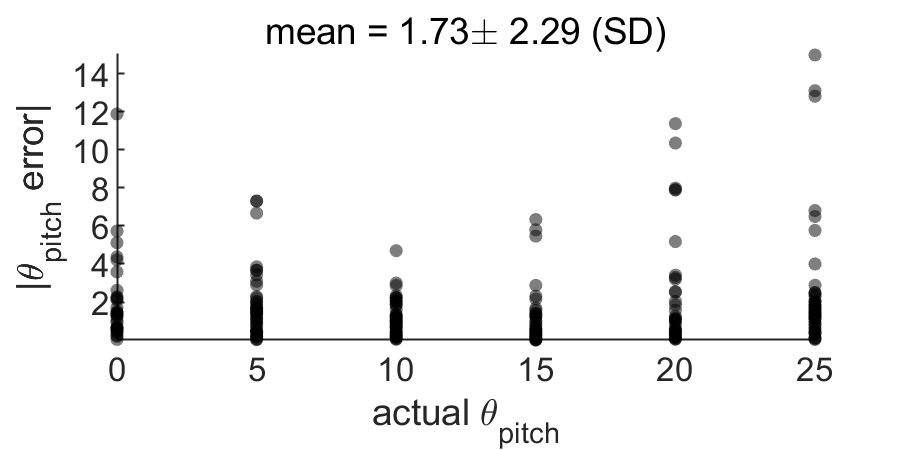 mean = 1.73± 2.29 (SD)
|θpitch error|
14
12
10
8
6
4
2
0 5 10 15 20 25
actual θpitch